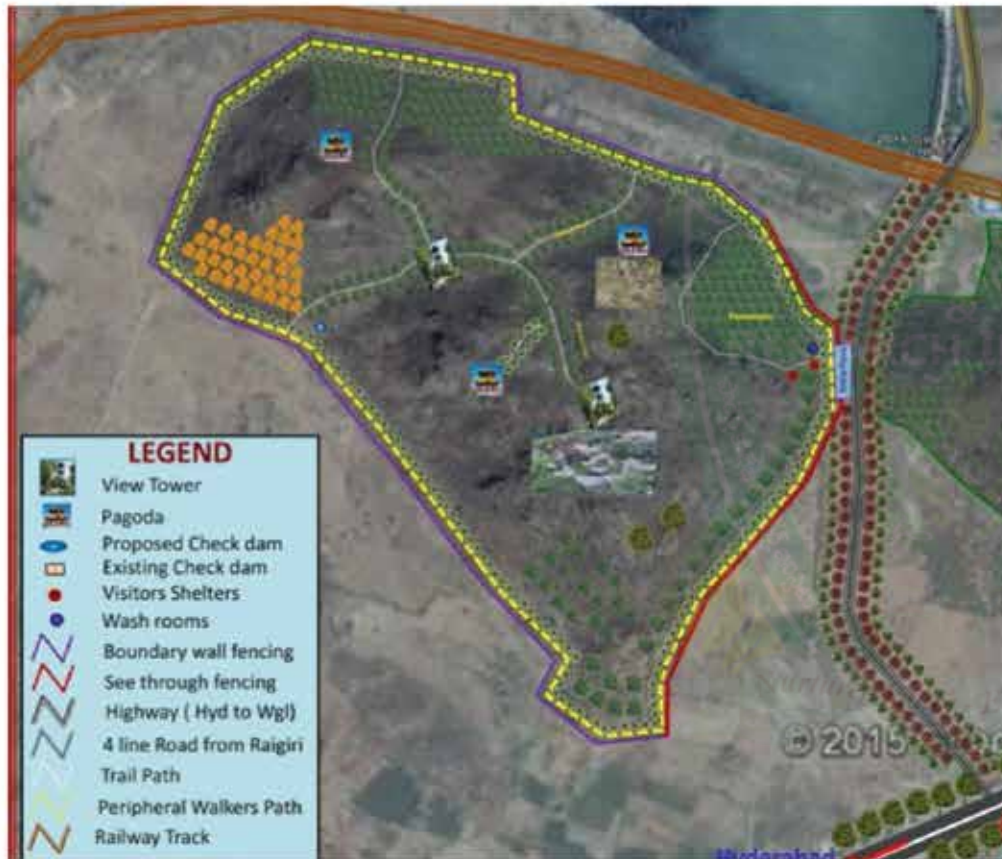 © 2015
LEGEND
View Tower
Pagoda
Proposed Check dam
Existing Check dam
Visitors Shelters
Wash rooms
Boundary wall fencing
See through fencing
Highway ( Hyd to Wgl)
4 line Road from Raigiri
Trail Path
Peripheral Walkers Path
Railway Track
Hyderabad